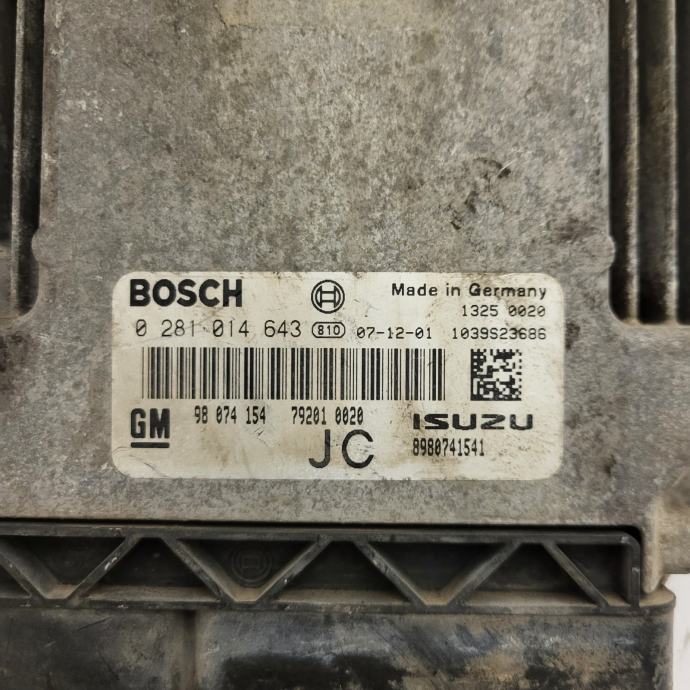 BOSCH Made in Germany
1325 0020
0 281 014 643 810 07-12-01 1039S23686
GM 98 074 154 79201 0020 ISUZU
JC 8980741541